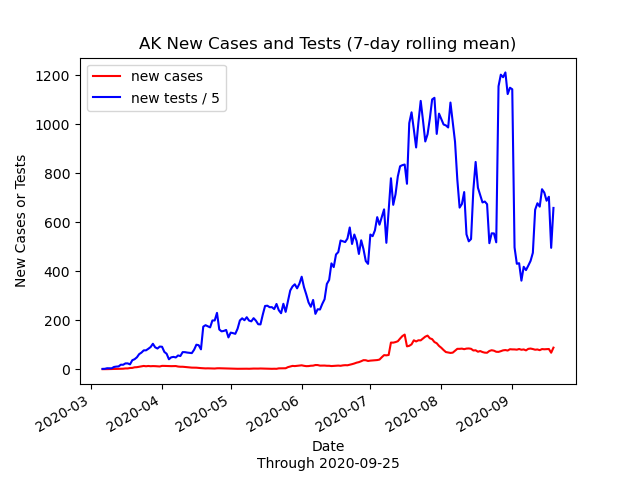 AK New Cases and Tests (7-day rolling mean)
new cases
new tests / 5
New Cases or Tests
1200
1000
800
600
400
200
0
2020-03
2020-04
2020-05
2020-06
2020-07
2020-08
2020-09
Date
Through 2020-09-25